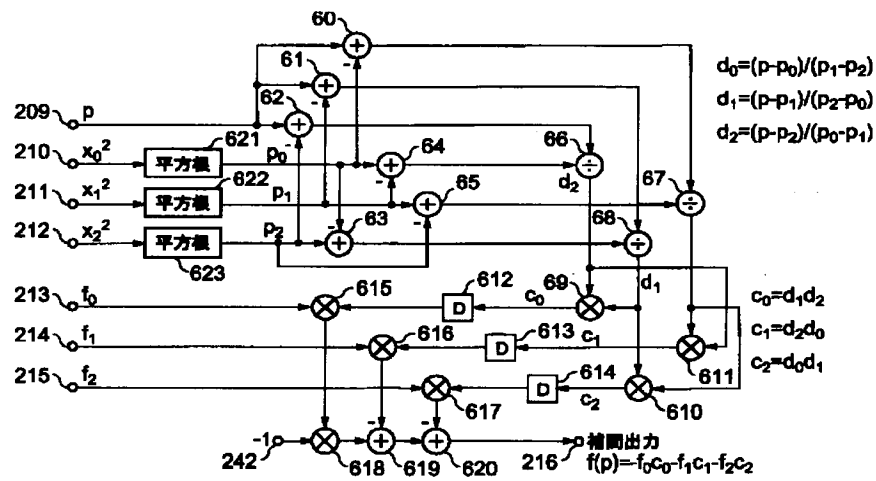 60
61
62
64
65
66
67
68
63
69
d₀=(p-p₀)/(p₁-p₂)
d₁=(p-p₁)/(p₂-p₀)
d₂=(p-p₂)/(p₀-p₁)
209 p
210 x₀² 平方根 621 p₀
211 x₁² 平方根 622 p₁
212 x₂² 平方根 623 p₂
d₂
d₁
213 f₀ 615 D 612 c₀
214 f₁ 616 D 613 c₁ 611
215 f₂ 617 D 614 c₂ 610
c₀=d₁d₂
c₁=d₂d₀
c₂=d₀d₁
-1 242 618 619 620 216 補間出力
f(p)=-f₀c₀-f₁c₁-f₂c₂